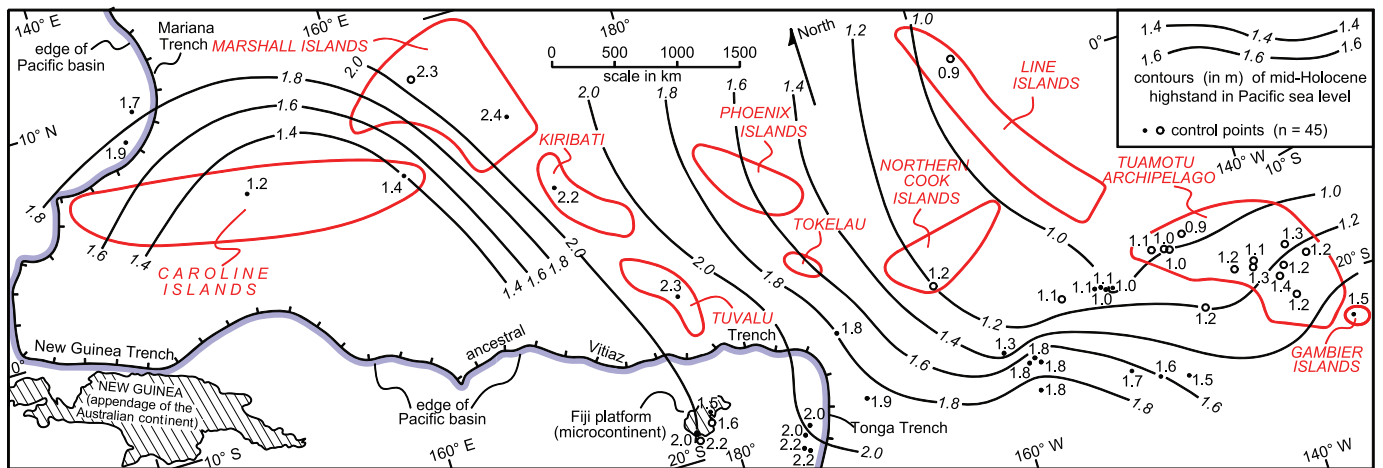 140° E
160° E
180°
1.0
1.2
1.0
edge of
Pacific basin
Mariana
Trench
MARSHALL ISLANDS
2.0
0
500
1000
1500
scale in km
North
0°
LINE
ISLANDS
0.9
1.4
1.4
1.4
1.6
1.6
1.6
contours (in m) of mid-Holocene
highstand in Pacific sea level
control points (n = 45)
140° W
10° S
1.8
1.6
1.4
2.3
2.4
2.0
1.8
1.6
1.4
1.7
1.9
10° N
PHOENIX
ISLANDS
KIRIBATI
2.2
NORTHERN
COOK
ISLANDS
TUAMOTU
ARCHIPELAGO
1.2
1.4
1.8
1.6
1.4
CAROLINE
ISLANDS
2.0
1.8
1.6
1.4
TOKELAU
1.0
1.0
1.2
20° S
1.1
1.0
0.9
1.0
1.3
1.2
1.1
1.2
1.2
1.3
1.4
1.2
1.2
1.1
1.1
1.1
1.0
1.0
1.2
1.5
GAMBIER
ISLANDS
2.3
TUVALU
2.0
1.8
1.8
1.6
1.4
1.2
1.3
1.8
1.8
1.8
1.8
1.7
1.6
1.5
1.6
1.8
1.8
1.9
New Guinea Trench
ancestral
Vitiaz
Trench
0°
NEW GUINEA
(appendage of the
Australian continent)
edge of
Pacific basin
Fiji platform
(microcontinent)
1.5
1.6
2.0
2.2
2.0
2.0
2.2
2.0
Tonga Trench
10° S
160° E
20° S
180°
160° W
140° W